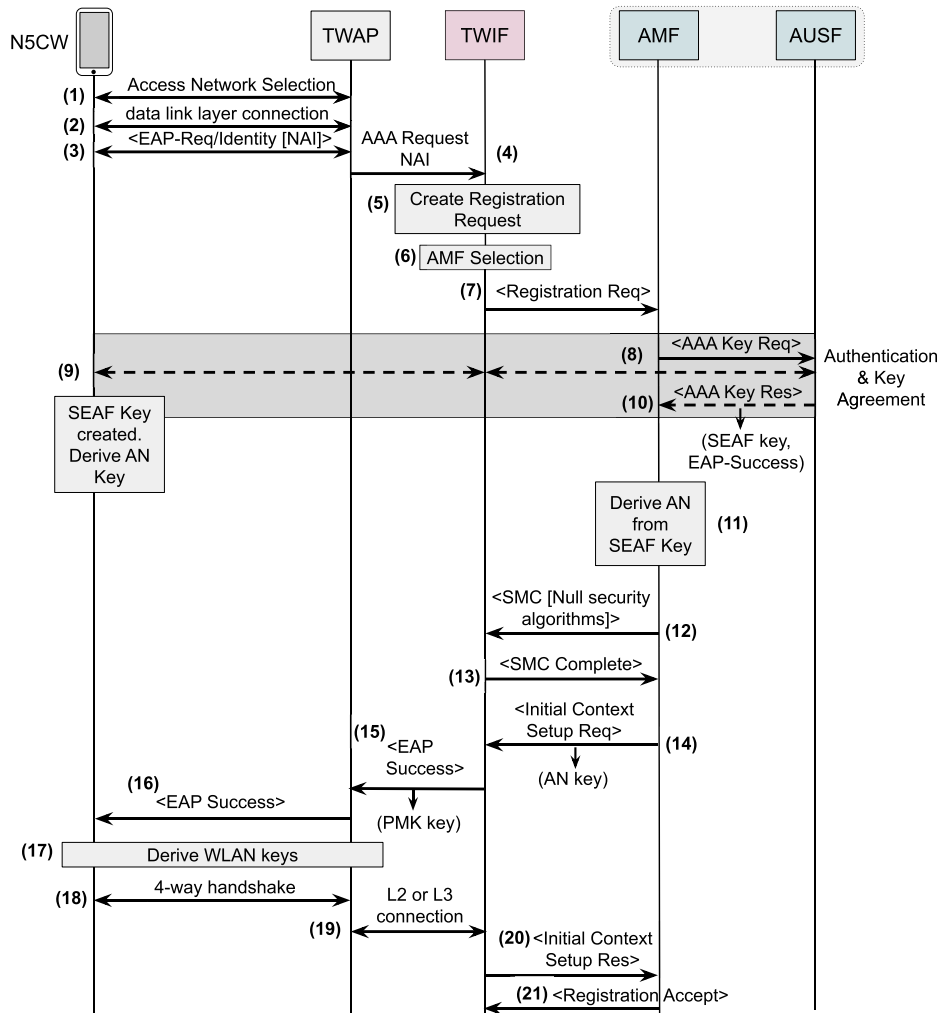 N5CW
TWAP
TWIF
AMF
AUSF
(1)
Access Network Selection
(2)
data link layer connection
(3)
<EAP-Req/Identity [NAI]>
AAA Request
NAI
(4)
(5)
Create Registration
Request
(6)
AMF Selection
(7)
<Registration Req>
(8)
<AAA Key Req>
(9)
Authentication
& Key
Agreement
(10)
<AAA Key Res>
(SEAF key,
EAP-Success)
SEAF Key
created.
Derive AN
Key
Derive AN
from
SEAF Key
(11)
<SMC [Null security
algorithms]>
(12)
(13)
<SMC Complete>
<Initial Context
Setup Req>
(14)
(AN key)
(15)
<EAP
Success>
(PMK key)
(16)
<EAP Success>
(17)
Derive WLAN keys
(18)
4-way handshake
(19)
L2 or L3
connection
(20)
<Initial Context
Setup Res>
(21)
<Registration Accept>